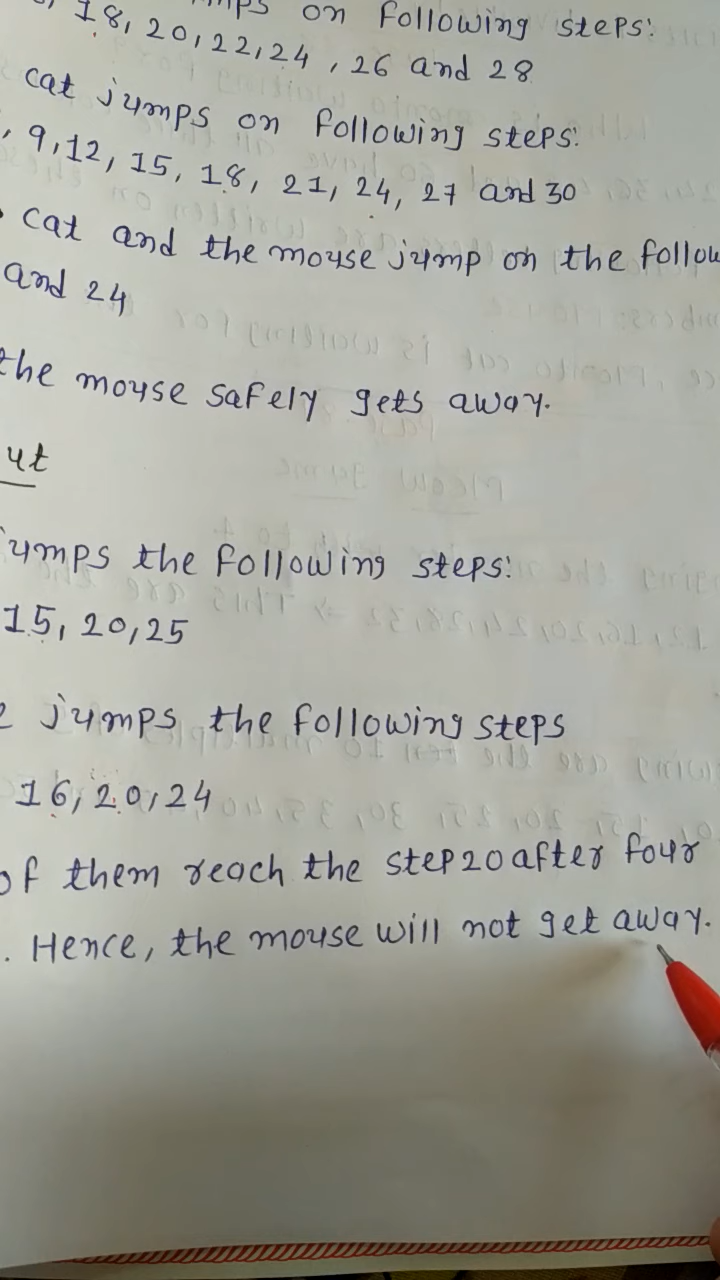 18, 20, 22, 24, 26 and 28
on following steps:
cat jumps on following steps:
, 9, 12, 15, 18, 21, 24, 27 and 30
cat and the mouse jump on the
and 24
the mouse safely gets away.
jumps the following steps:
15, 20, 25
jumps the following steps
16, 20, 24
of them reach the step 20 after four
. Hence, the mouse will not get away.